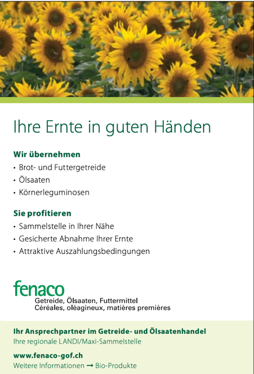 Ihre Ernte in guten Händen
Wir übernehmen
• Brot- und Futtergetreide
• Ölsaaten
• Körnerleguminosen
Sie profitieren
• Sammelstelle in Ihrer Nähe
• Gesicherte Abnahme Ihrer Ernte
• Attraktive Auszahlungsbedingungen
fenaco
Getreide, Ölsaaten, Futtermittel
Céréales, oléagineux, matières premières
Ihr Ansprechpartner im Getreide- und Ölsaatenhandel
Ihre regionale LANDI/Maxi-Sammelstelle
www.fenaco-gof.ch
Weitere Informationen → Bio-Produkte